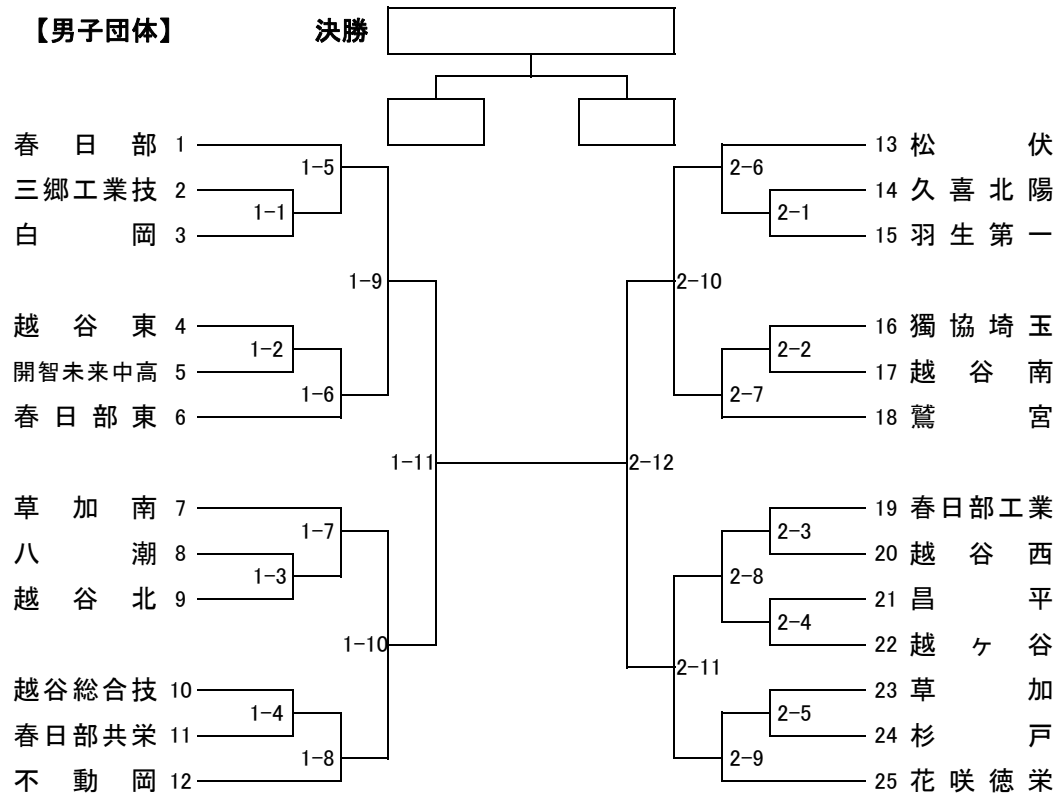 【男子団体】 決勝
春日部 1
三郷工業技 2
白岡 3
越谷東 4
開智未来中高 5
春日部東 6
草加南 7
八潮 8
越谷北 9
越谷総合技 10
春日部共栄 11
不動岡 12
1-5
1-1
1-9
1-2
1-6
1-11
1-7
1-3
1-10
1-4
1-8
13 松伏
14 久喜北陽
15 羽生第一
16 獨協埼玉
17 越谷南
18 鷲宮
19 春日部工業
20 越谷西
21 昌平
22 越ヶ谷
23 草加
24 杉戸
25 花咲徳栄
2-6
2-1
2-10
2-2
2-7
2-12
2-3
2-8
2-4
2-11
2-5
2-9